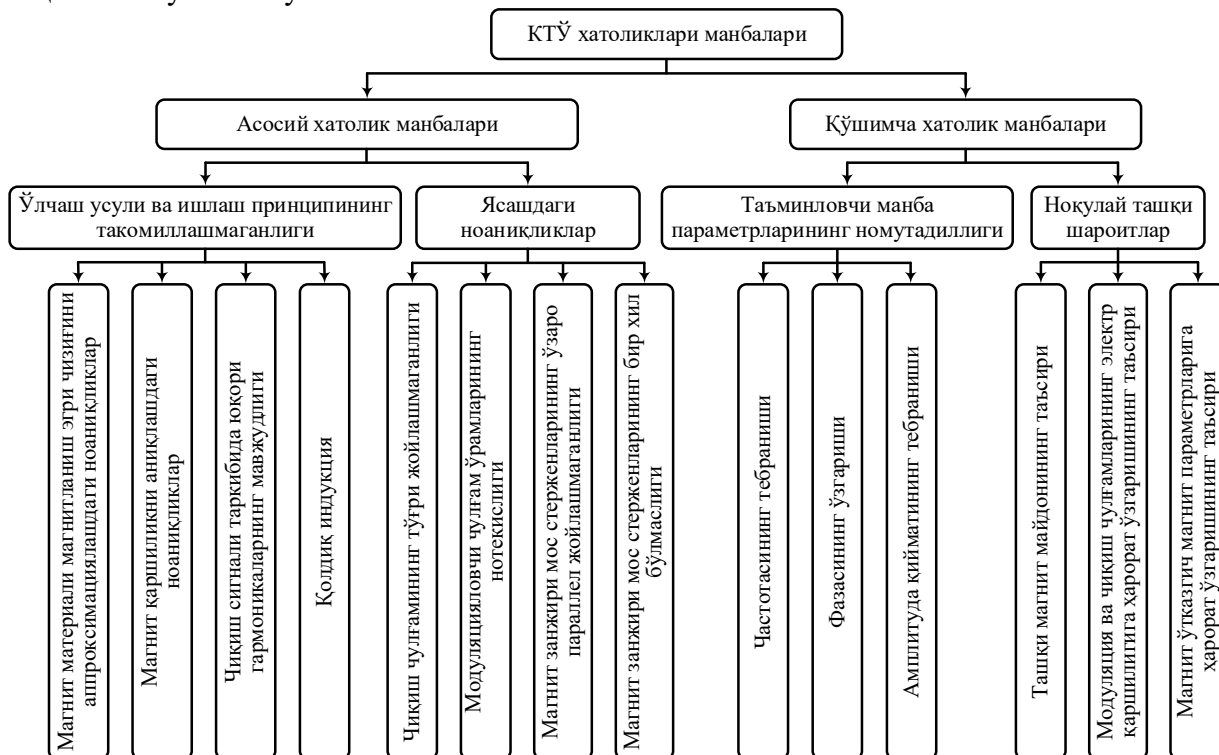 КТЎ хатоликлари манбалари
Асосий хатолик манбалари
Қўшимча хатолик манбалари
Ўлчаш усули ва ишлаш принципининг
такомиллашмаганлиги
Ясашдаги
ноаниқликлар
Таъминловчи манба
параметрларининг номутадиллиги
Ноқулай ташқи
шароитлар
Магнит материали магнитланиш эгри чизиғини
аппроксимациялашдаги ноаниқликлар
Магнит қаршиликни аниқлашдаги
ноаниқликлар
Чиқиш сигнали таркибида юқори
гармоникаларнинг мавжудлиги
Қолдиқ индукция
Чиқиш чулғамининг тўғри жойлашмаганлиги
Модуляцияловчи чулғам ўрамларининг
нотекислиги
Магнит занжири мос стерженларининг ўзаро
параллел жойлашмаганлиги
Магнит занжири мос стерженларининг бир хил
бўлмаслиги
Частотасининг тебраниши
Фазасининг ўзгариши
Амплитуда қийматининг тебраниши
Ташқи магнит майдонининг таъсири
Модуляция ва чиқиш чулғамларининг электр
қаршилигига ҳарорат ўзгаришининг таъсири
Магнит ўтказгич магнит параметрларига
ҳарорат ўзгаришининг таъсири